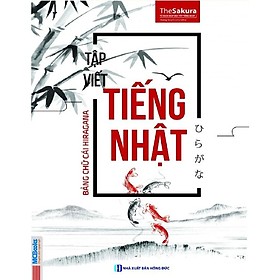 TheSakura
TẬP
VIẾT
BẢNG CHỮ CÁI HIRAGANA
TIẾNG
NHẬT
ひらがな
MCBooks
NHÀ XUẤT BẢN HỒNG ĐỨC